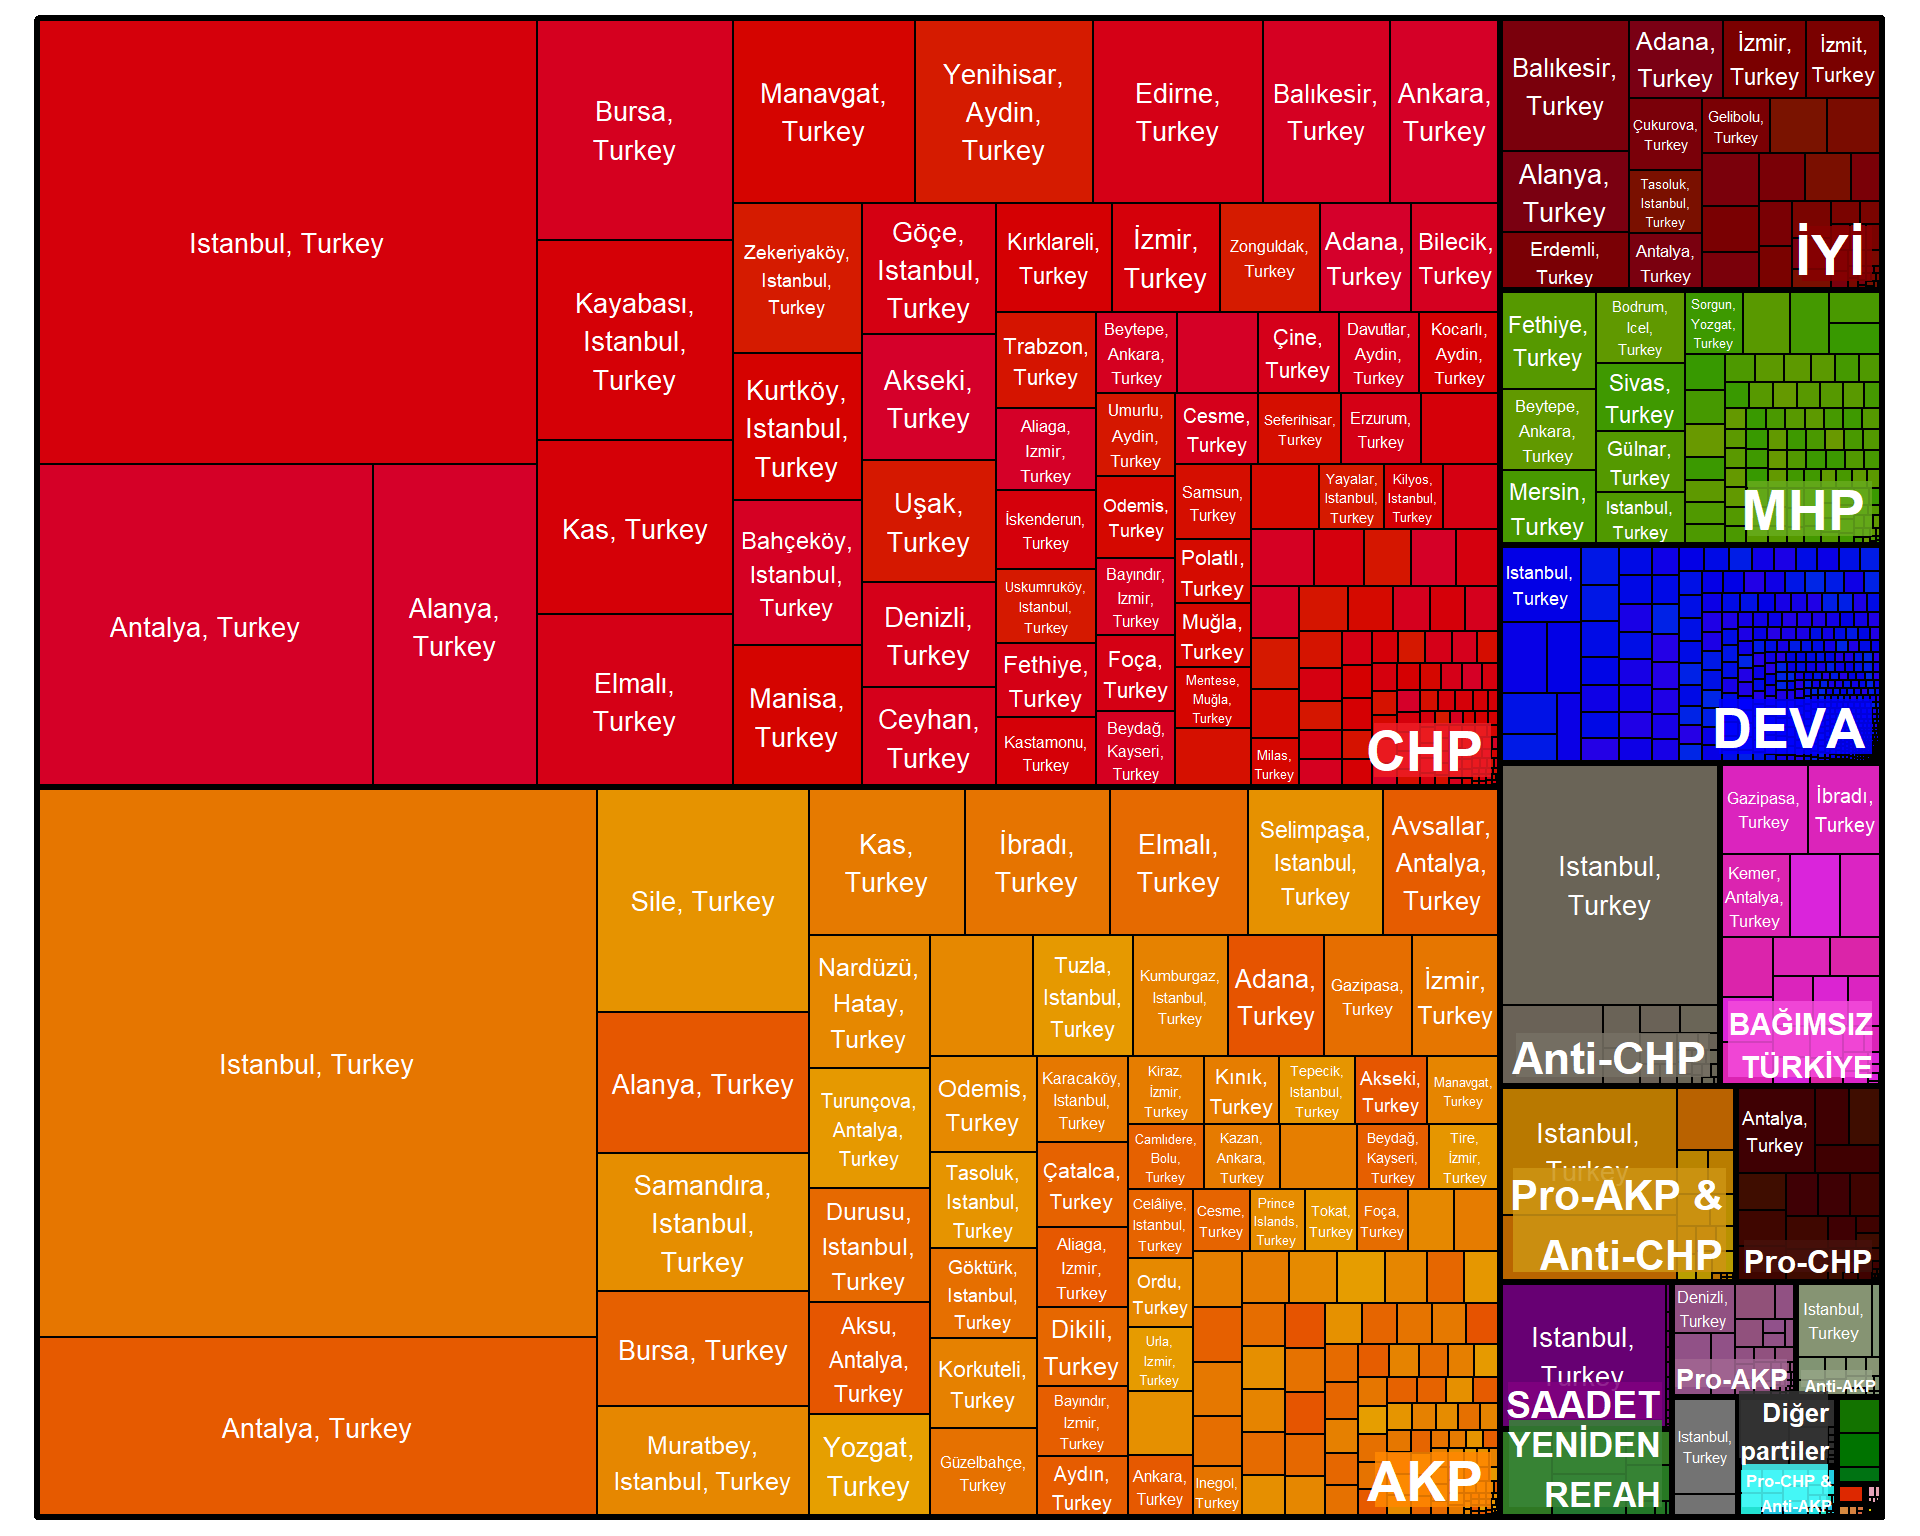 Istanbul, Turkey
Antalya, Turkey
Alanya,
Turkey
Bursa,
Turkey
Kayabası,
Istanbul,
Turkey
Kas, Turkey
Elmalı,
Turkey
Manavgat,
Turkey
Yenihisar,
Aydin,
Turkey
Edirne,
Turkey
Balıkesir,
Turkey
Ankara,
Turkey
Zekeriyaköy,
Istanbul,
Turkey
Kurtköy,
Istanbul,
Turkey
Bahçeköy,
Istanbul,
Turkey
Manisa,
Turkey
Göçe,
Istanbul,
Turkey
Akseki,
Turkey
Uşak,
Turkey
Denizli,
Turkey
Ceyhan,
Turkey
Kırklareli,
Turkey
İzmir,
Turkey
Zonguldak,
Turkey
Adana,
Turkey
Bilecik,
Turkey
Trabzon,
Turkey
Aliaga,
Izmir,
Turkey
İskenderun,
Turkey
Uskumruköy,
Istanbul,
Turkey
Fethiye,
Turkey
Kastamonu,
Turkey
Beytepe,
Ankara,
Turkey
Çine,
Turkey
Davutlar,
Aydin,
Turkey
Kocarlı,
Aydin,
Turkey
Umurlu,
Aydin,
Turkey
Odemis,
Turkey
Bayındır,
Izmir,
Turkey
Foça,
Turkey
Beydağ,
Kayseri,
Turkey
Cesme,
Turkey
Seferihisar,
Turkey
Erzurum,
Turkey
Samsun,
Turkey
Polatlı,
Turkey
Muğla,
Turkey
Mentese,
Muğla,
Turkey
Yayalar,
Istanbul,
Turkey
Kilyos,
Istanbul,
Turkey
Milas,
Turkey
CHP
Istanbul, Turkey
Antalya, Turkey
Sile, Turkey
Alanya, Turkey
Samandıra,
Istanbul,
Turkey
Bursa, Turkey
Muratbey,
Istanbul, Turkey
Kas,
Turkey
İbradı,
Turkey
Elmalı,
Turkey
Selimpaşa,
Istanbul,
Turkey
Avsallar,
Antalya,
Turkey
Nardüzü,
Hatay,
Turkey
Turunçova,
Antalya,
Turkey
Durusu,
Istanbul,
Turkey
Aksu,
Antalya,
Turkey
Yozgat,
Turkey
Tuzla,
Istanbul,
Turkey
Kumburgaz,
Istanbul,
Turkey
Adana,
Turkey
Gazipasa,
Turkey
İzmir,
Turkey
Odemis,
Turkey
Tasoluk,
Istanbul,
Turkey
Göktürk,
Istanbul,
Turkey
Korkuteli,
Turkey
Güzelbahçe,
Turkey
Karacaköy,
Istanbul,
Turkey
Çatalca,
Turkey
Aliaga,
Izmir,
Turkey
Dikili,
Turkey
Bayındır,
Izmir,
Turkey
Aydın,
Turkey
Kiraz,
İzmir,
Turkey
Kınık,
Turkey
Tepecik,
Istanbul,
Turkey
Akseki,
Turkey
Manavgat,
Turkey
Camlıdere,
Bolu,
Turkey
Kazan,
Ankara,
Turkey
Beydağ,
Kayseri,
Turkey
Tire,
İzmir,
Turkey
Celâliye,
Istanbul,
Turkey
Cesme,
Turkey
Prince
Islands,
Turkey
Tokat,
Turkey
Foça,
Turkey
Ordu,
Turkey
Urla,
Izmir,
Turkey
Ankara,
Turkey
Inegol,
Turkey
AKP
Balıkesir,
Turkey
Alanya,
Turkey
Erdemli,
Turkey
Adana,
Turkey
İzmir,
Turkey
İzmit,
Turkey
Çukurova,
Turkey
Gelibolu,
Turkey
Tasoluk,
Istanbul,
Turkey
Antalya,
Turkey
İYİ
Fethiye,
Turkey
Beytepe,
Ankara,
Turkey
Mersin,
Turkey
Bodrum,
Icel,
Turkey
Sivas,
Turkey
Gülnar,
Turkey
Istanbul,
Turkey
Sorgun,
Yozgat,
Turkey
MHP
Istanbul,
Turkey
DEVA
Istanbul,
Turkey
Anti-CHP
Gazipasa,
Turkey
İbradı,
Turkey
Kemer,
Antalya,
Turkey
BAĞIMSIZ
TÜRKİYE
Istanbul,
Turkey
Pro-AKP &
Anti-CHP
Antalya,
Turkey
Pro-CHP
Istanbul,
Turkey
SAADET
YENİDEN
REFAH
Denizli,
Turkey
Pro-AKP
Istanbul,
Turkey
Anti-AKP
Istanbul,
Turkey
Diğer
partiler
Pro-CHP &
Anti-AKP